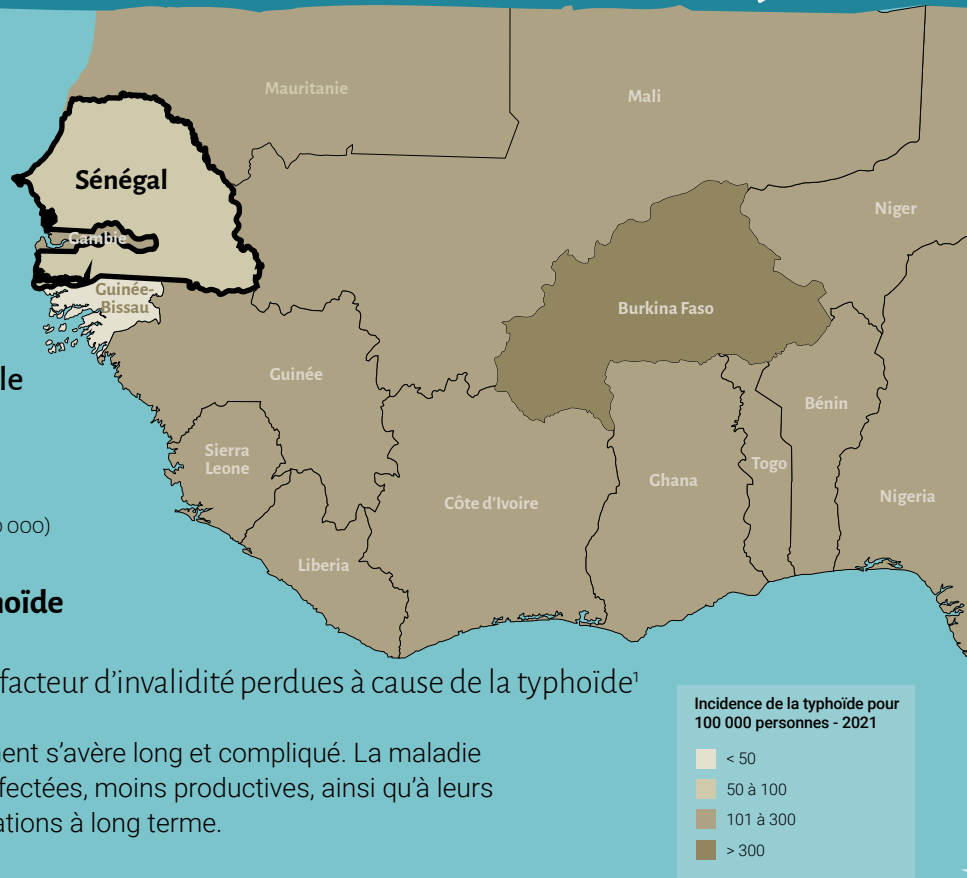 Mauritanie
Mali
Sénégal
Niger
Gambie
Guinée-
Bissau
Burkina Faso
Guinée
le
Bénin
Sierra
Leone
Togo
Ghana
Côte d'Ivoire
Nigeria
000)
Liberia
oïde
facteur d'invalidité perdues à cause de la typhoïde¹
Incidence de la typhoïde pour
100 000 personnes - 2021
ent s'avère long et compliqué. La maladie
fectées, moins productives, ainsi qu'à leurs
ations à long terme.
< 50
50 à 100
101 à 300
> 300